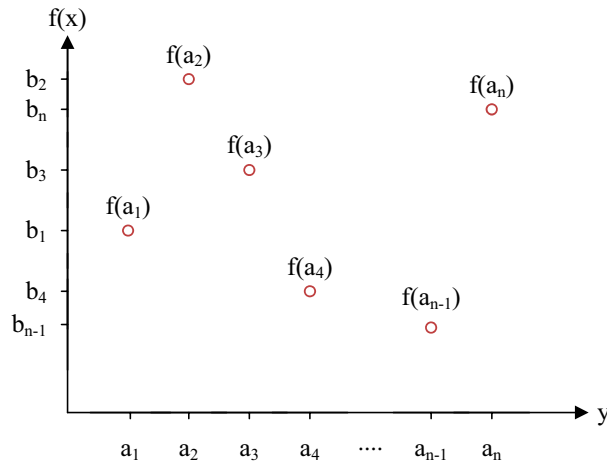 f(x)
f(a₂)
b₂
f(aₙ)
bₙ
f(a₃)
b₃
f(a₁)
b₁
f(a₄)
b₄
f(aₙ₋₁)
bₙ₋₁
y
a₁ a₂ a₃ a₄ .... aₙ₋₁ aₙ